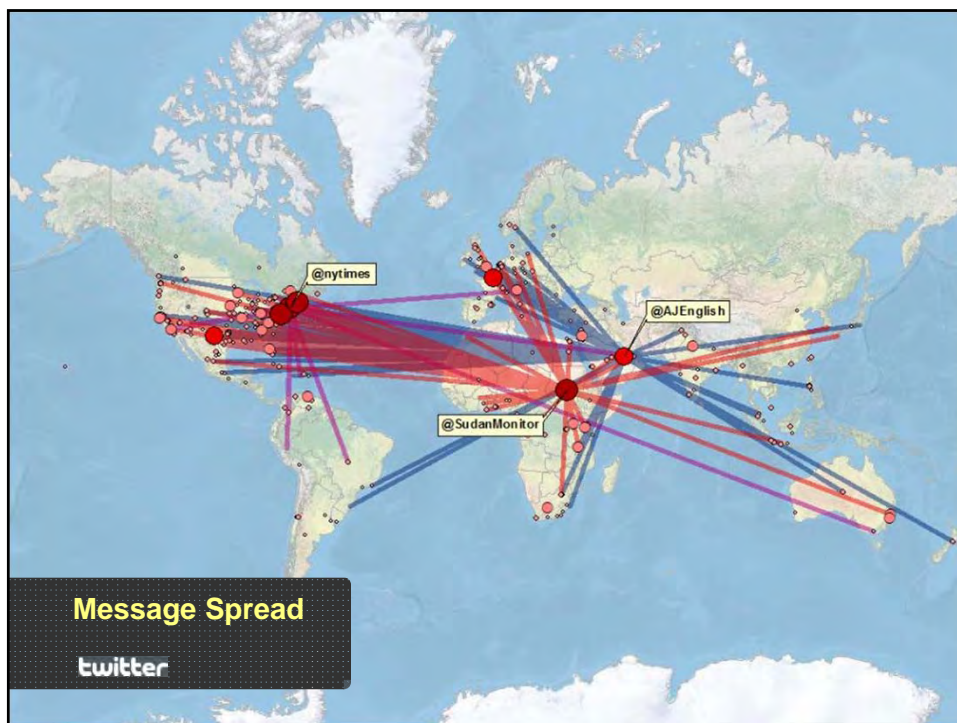 @nytimes
@AJEnglish
@SudanMonitor
Message Spread
twitter